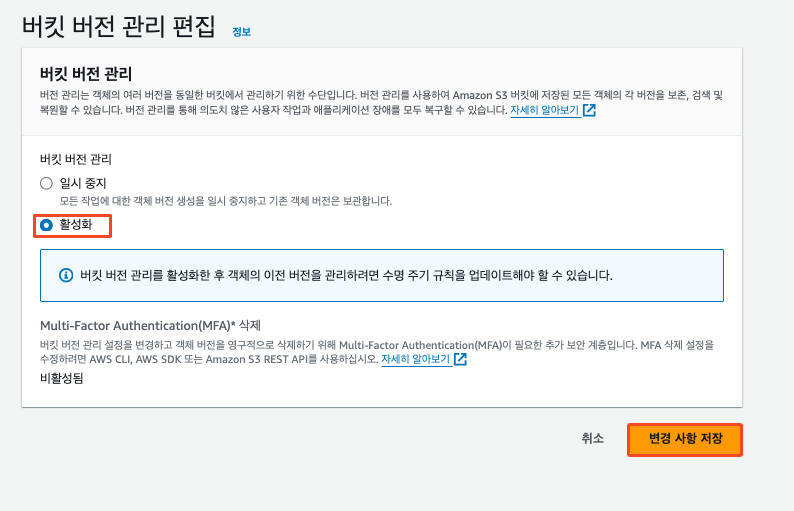 버킷 버전 관리 편집 정보
버킷 버전 관리
버전 관리는 객체의 여러 버전을 동일한 버킷에서 관리하기 위한 수단입니다. 버전 관리를 사용하여 Amazon S3 버킷에 저장된 모든 객체의 각 버전을 보존, 검색 및
복원할 수 있습니다. 버전 관리를 통해 의도치 않은 사용자 작업과 애플리케이션 장애를 모두 복구할 수 있습니다. 자세히 알아보기
버킷 버전 관리
일시 중지
모든 작업에 대한 객체 버전 생성을 일시 중지하고 기존 객체 버전은 보관합니다.
활성화
버킷 버전 관리를 활성화한 후 객체의 이전 버전을 관리하려면 수명 주기 규칙을 업데이트해야 할 수 있습니다.
Multi-Factor Authentication(MFA)* 삭제
버킷 버전 관리 설정을 변경하고 객체 버전을 영구적으로 삭제하기 위해 Multi-Factor Authentication(MFA)이 필요한 추가 보안 계층입니다. MFA 삭제 설정을
수정하려면 AWS CLI, AWS SDK 또는 Amazon S3 REST API를 사용하십시오. 자세히 알아보기
비활성됨
취소 변경 사항 저장